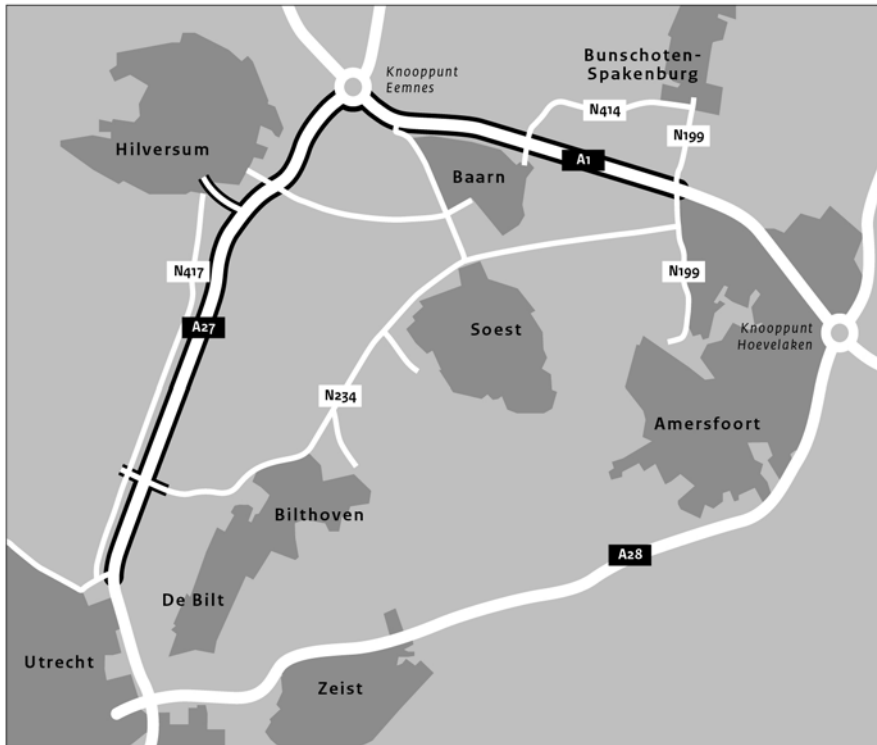 Knooppunt
Eemnes
Bunschoten-
Spakenburg
N414
N199
Hilversum
A1
Baarn
N417
N199
A27
Soest
Knooppunt
Hoevelaken
N234
Amersfoort
Bilthoven
A28
De Bilt
Utrecht
Zeist